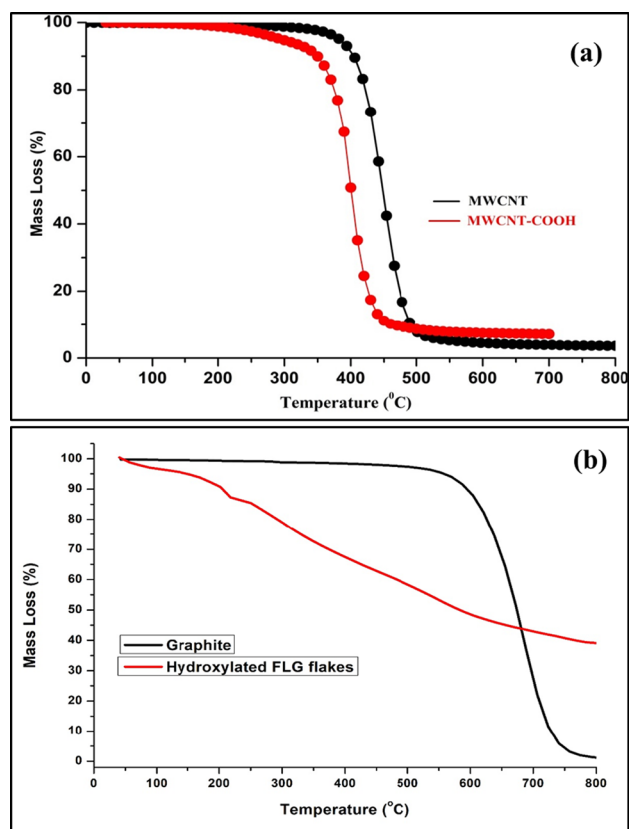 (a)
100
80
60
40
20
0
Mass Loss (%)
MWCNT
MWCNT-COOH
0 100 200 300 400 500 600 700 800
Temperature (⁰C)
(b)
100
90
80
70
60
50
40
30
20
10
0
Mass Loss (%)
Graphite
Hydroxylated FLG flakes
0 100 200 300 400 500 600 700 800
Temperature (°C)